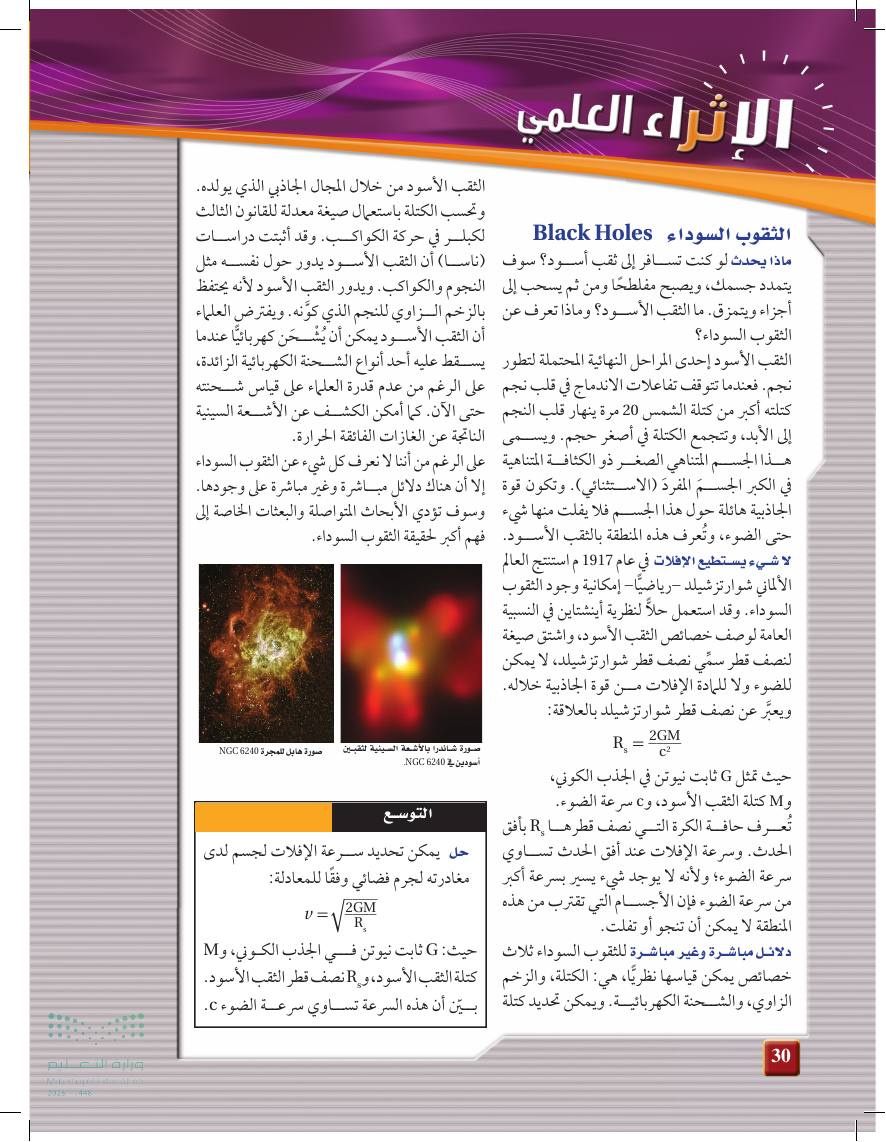 الإثراء العلمي
الثقوب السوداء Black Holes
ماذا يحدث لو كنت تسافر إلى ثقب أسود؟ سوف
يتمدد جسمك، ويصبح مفلطحًا ومن ثم يسحب إلى
أجزاء ويتمزق. ما الثقب الأسود؟ وماذا تعرف عن
الثقوب السوداء؟
الثقب الأسود إحدى المراحل النهائية المحتملة لتطور
نجم. فعندما تتوقف تفاعلات الاندماج في قلب نجم
كتلته أكبر من كتلة الشمس 20 مرة ينهار قلب النجم
إلى الأبد، وتتجمع الكتلة في أصغر حجم. ويسمى
هذا الجسم المتناهي الصغر ذو الكثافة المتناهية
في الكبر الجسمَ المفردَ (الاستثنائي). وتكون قوة
الجاذبية هائلة حول هذا الجسم فلا يفلت منها شيء
حتى الضوء، وتُعرف هذه المنطقة بالثقب الأسود.
لا شيء يستطيع الإفلات في عام 1917 م استنتج العالم
الألماني شوارتزشيلد –رياضيًّا– إمكانية وجود الثقوب
السوداء. وقد استعمل حلاًّ لنظرية أينشتاين في النسبية
العامة لوصف خصائص الثقب الأسود، واشتق صيغة
لنصف قطر سمِّي نصف قطر شوارتزشيلد، لا يمكن
للضوء ولا للمادة الإفلات من قوة الجاذبية خلاله.
ويعبَّر عن نصف قطر شوارتزشيلد بالعلاقة:
Rs = 2GM/c²
حيث تمثل G ثابت نيوتن في الجذب الكوني،
وM كتلة الثقب الأسود، وc سرعة الضوء.
تُعرف حافة الكرة التي نصف قطرها Rs بأفق
الحدث. وسرعة الإفلات عند أفق الحدث تساوي
سرعة الضوء؛ ولأنه لا يوجد شيء يسير بسرعة أكبر
من سرعة الضوء فإن الأجسام التي تقترب من هذه
المنطقة لا يمكن أن تنجو أو تفلت.
دلائل مباشرة وغير مباشرة للثقوب السوداء ثلاث
خصائص يمكن قياسها نظريًّا، هي: الكتلة، والزخم
الزاوي، والشحنة الكهربائية. ويمكن تحديد كتلة
الثقب الأسود من خلال المجال الجاذبي الذي يولده.
وتحسب الكتلة باستعمال صيغة معدلة للقانون الثالث
لكبلر في حركة الكواكب. وقد أثبتت دراسات
(ناسا) أن الثقب الأسود يدور حول نفسه مثل
النجوم والكواكب. ويدور الثقب الأسود لأنه يحتفظ
بالزخم الزاوي للنجم الذي كوَّنه. ويفترض العلماء
أن الثقب الأسود يمكن أن يُشْحَن كهربائيًّا عندما
يسقط عليه أحد أنواع الشحنة الكهربائية الزائدة،
على الرغم من عدم قدرة العلماء على قياس شحنته
حتى الآن. كما أمكن الكشف عن الأشعة السينية
الناتجة عن الغازات الفائقة الحرارة.
على الرغم من أننا لا نعرف كل شيء عن الثقوب السوداء
إلا أن هناك دلائل مباشرة وغير مباشرة على وجودها.
وسوف تؤدي الأبحاث المتواصلة والبعثات الخاصة إلى
فهم أكبر لحقيقة الثقوب السوداء.
صورة شاندرا بالأشعة السينية لثقبين
أسودين في NGC 6240.
صورة هابل للمجرة NGC 6240
التوسع
حل يمكن تحديد سرعة الإفلات لجسم لدى
مغادرته لجرم فضائي وفقًا للمعادلة:
v = √(2GM/Rs)
حيث: G ثابت نيوتن في الجذب الكوني، وM
كتلة الثقب الأسود، وRs نصف قطر الثقب الأسود.
بيّن أن هذه السرعة تساوي سرعة الضوء c.
30
وزارة التعليم
Ministry of Education
2026 - 1448